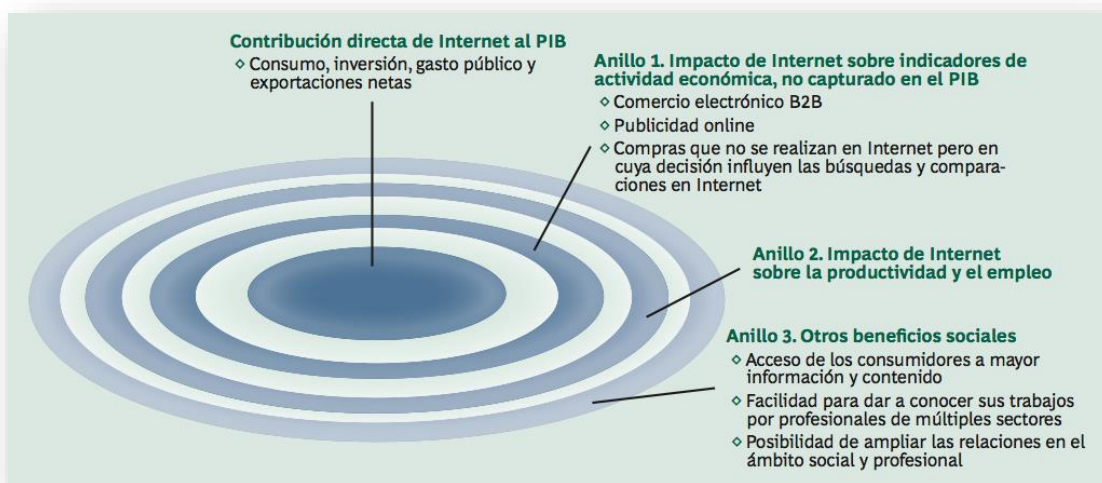 Contribución directa de Internet al PIB
◇ Consumo, inversión, gasto público y
exportaciones netas
Anillo 1. Impacto de Internet sobre indicadores de
actividad económica, no capturado en el PIB
◇ Comercio electrónico B2B
◇ Publicidad online
◇ Compras que no se realizan en Internet pero en
cuya decisión influyen las búsquedas y compara-
ciones en Internet
Anillo 2. Impacto de Internet
sobre la productividad y el empleo
Anillo 3. Otros beneficios sociales
◇ Acceso de los consumidores a mayor
información y contenido
◇ Facilidad para dar a conocer sus trabajos
por profesionales de múltiples sectores
◇ Posibilidad de ampliar las relaciones en el
ámbito social y profesional